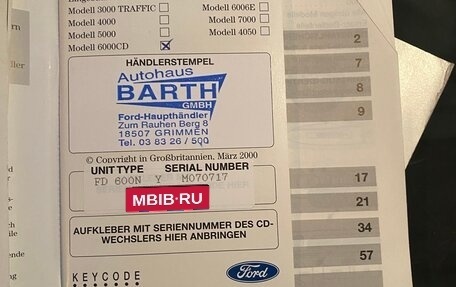 Modell 3000 TRAFFIC
Modell 6006E
Modell 4000
Modell 7000
Modell 5000
Modell 4050
Modell 6000CD
HÄNDLERSTEMPEL
Autohaus
BARTH
GMBH
Ford-Haupthändler
Zum Rauhen Berg 8
18507 GRIMMEN
Tel. 03 83 26 / 500
© Copyright in Großbritannien. März 2000
UNIT TYPE SERIAL NUMBER
FD 600N Y M070717
MBIB.RU
AUFKLEBER MIT SERIENNUMMER DES CD-
WECHSLERS HIER ANBRINGEN
KEYCODE
Ford
2
7
8
9
17
21
34
57